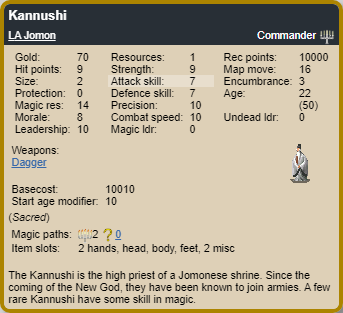 Kannushi
LA Jomon Commander
Gold: 70 Resources: 1 Rec points: 10000
Hit points: 9 Strength: 9 Map move: 16
Size: 2 Attack skill: 7 Encumbrance: 3
Protection: 0 Defence skill: 7 Age: 22
Magic res: 14 Precision: 10 (50)
Morale: 8 Combat speed: 10 Undead ldr: 0
Leadership: 10 Magic ldr: 0
Weapons:
Dagger
Basecost: 10010
Start age modifier: 10
(Sacred)
Magic paths: 2 ? 0
Item slots: 2 hands, head, body, feet, 2 misc
The Kannushi is the high priest of a Jomonese shrine. Since the
coming of the New God, they have been known to join armies. A few
rare Kannushi have some skill in magic.